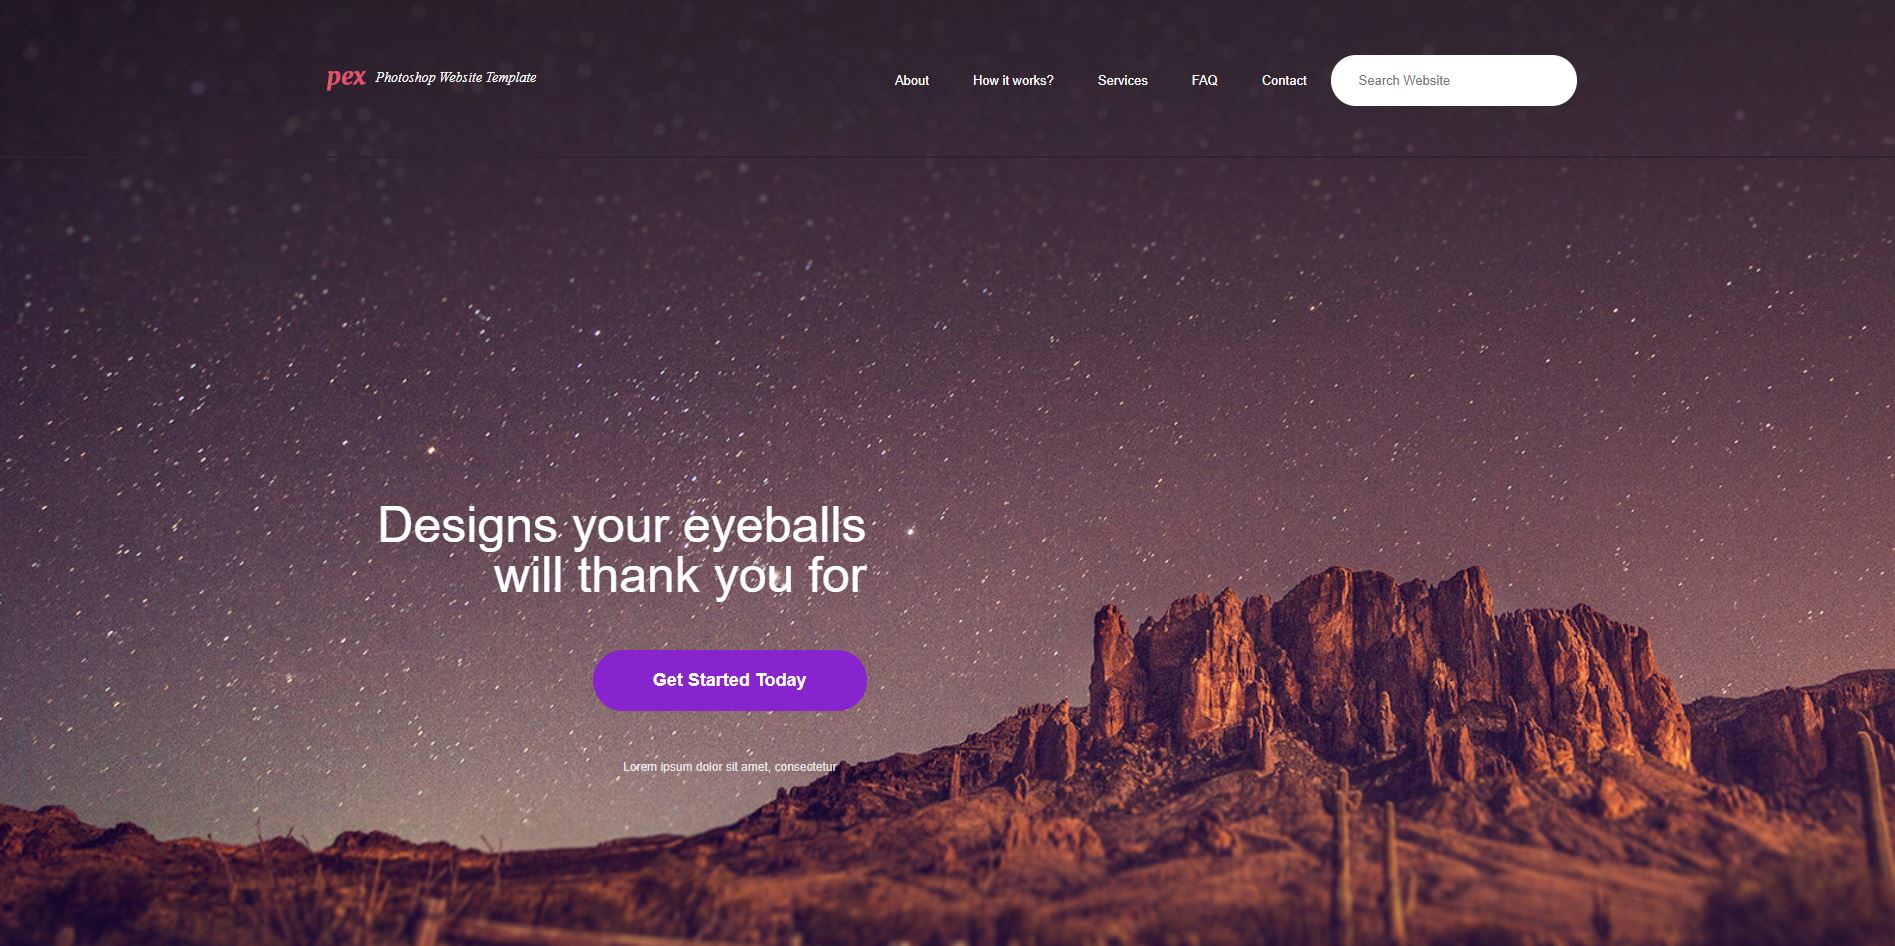 pex Photoshop Website Template
About How it works? Services FAQ Contact Search Website
Designs your eyeballs
will thank you for
Get Started Today
Lorem ipsum dolor sit amet, consectetur